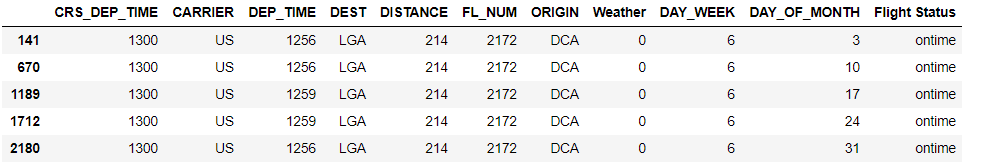 CRS_DEP_TIME CARRIER DEP_TIME DEST DISTANCE FL_NUM ORIGIN Weather DAY_WEEK DAY_OF_MONTH Flight Status
141 1300 US 1256 LGA 214 2172 DCA 0 6 3 ontime
670 1300 US 1256 LGA 214 2172 DCA 0 6 10 ontime
1189 1300 US 1259 LGA 214 2172 DCA 0 6 17 ontime
1712 1300 US 1259 LGA 214 2172 DCA 0 6 24 ontime
2180 1300 US 1256 LGA 214 2172 DCA 0 6 31 ontime